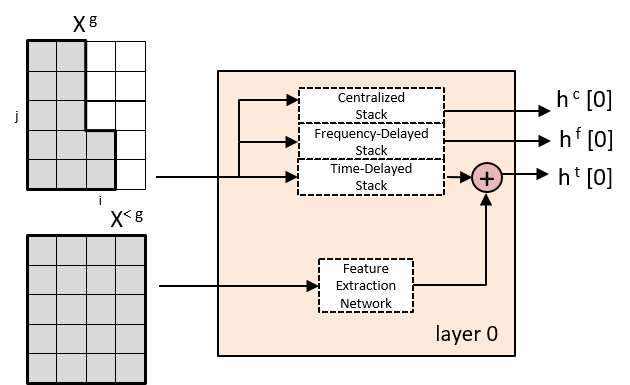 X g
j
i
X < g
Centralized
Stack
Frequency-Delayed
Stack
Time-Delayed
Stack
+
Feature
Extraction
Network
layer 0
h c [0]
h f [0]
h t [0]